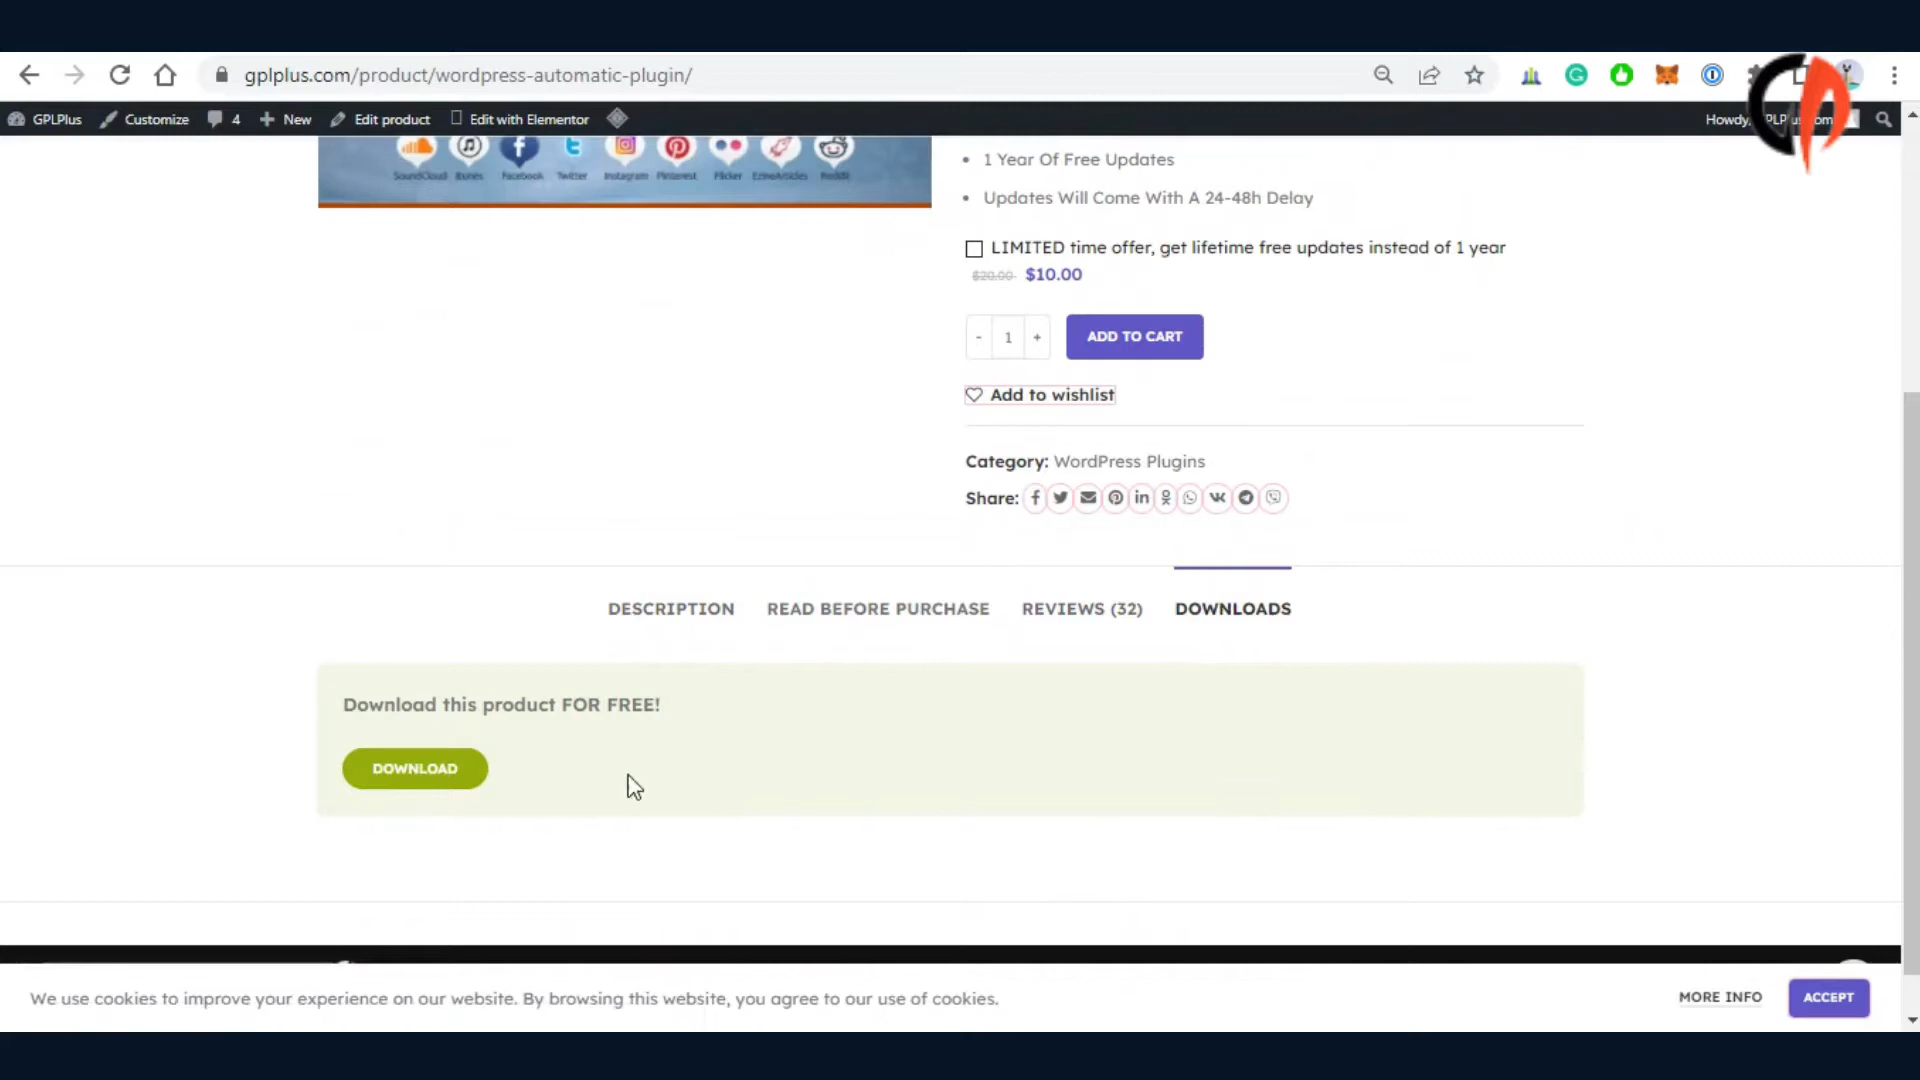 gplplus.com/product/wordpress-automatic-plugin/
GPLPlus
Customize
4
New
Edit product
Edit with Elementor
Howdy,
SoundCloud
Itunes
Facebook
Twitter
Instagram
Pinterest
Flicker
EzineArticles
Reddit
1 Year Of Free Updates
Updates Will Come With A 24-48h Delay
LIMITED time offer, get lifetime free updates instead of 1 year
$20.00 $10.00
- 1 +
ADD TO CART
Add to wishlist
Category: WordPress Plugins
Share:
DESCRIPTION
READ BEFORE PURCHASE
REVIEWS (32)
DOWNLOADS
Download this product FOR FREE!
DOWNLOAD
We use cookies to improve your experience on our website. By browsing this website, you agree to our use of cookies.
MORE INFO
ACCEPT